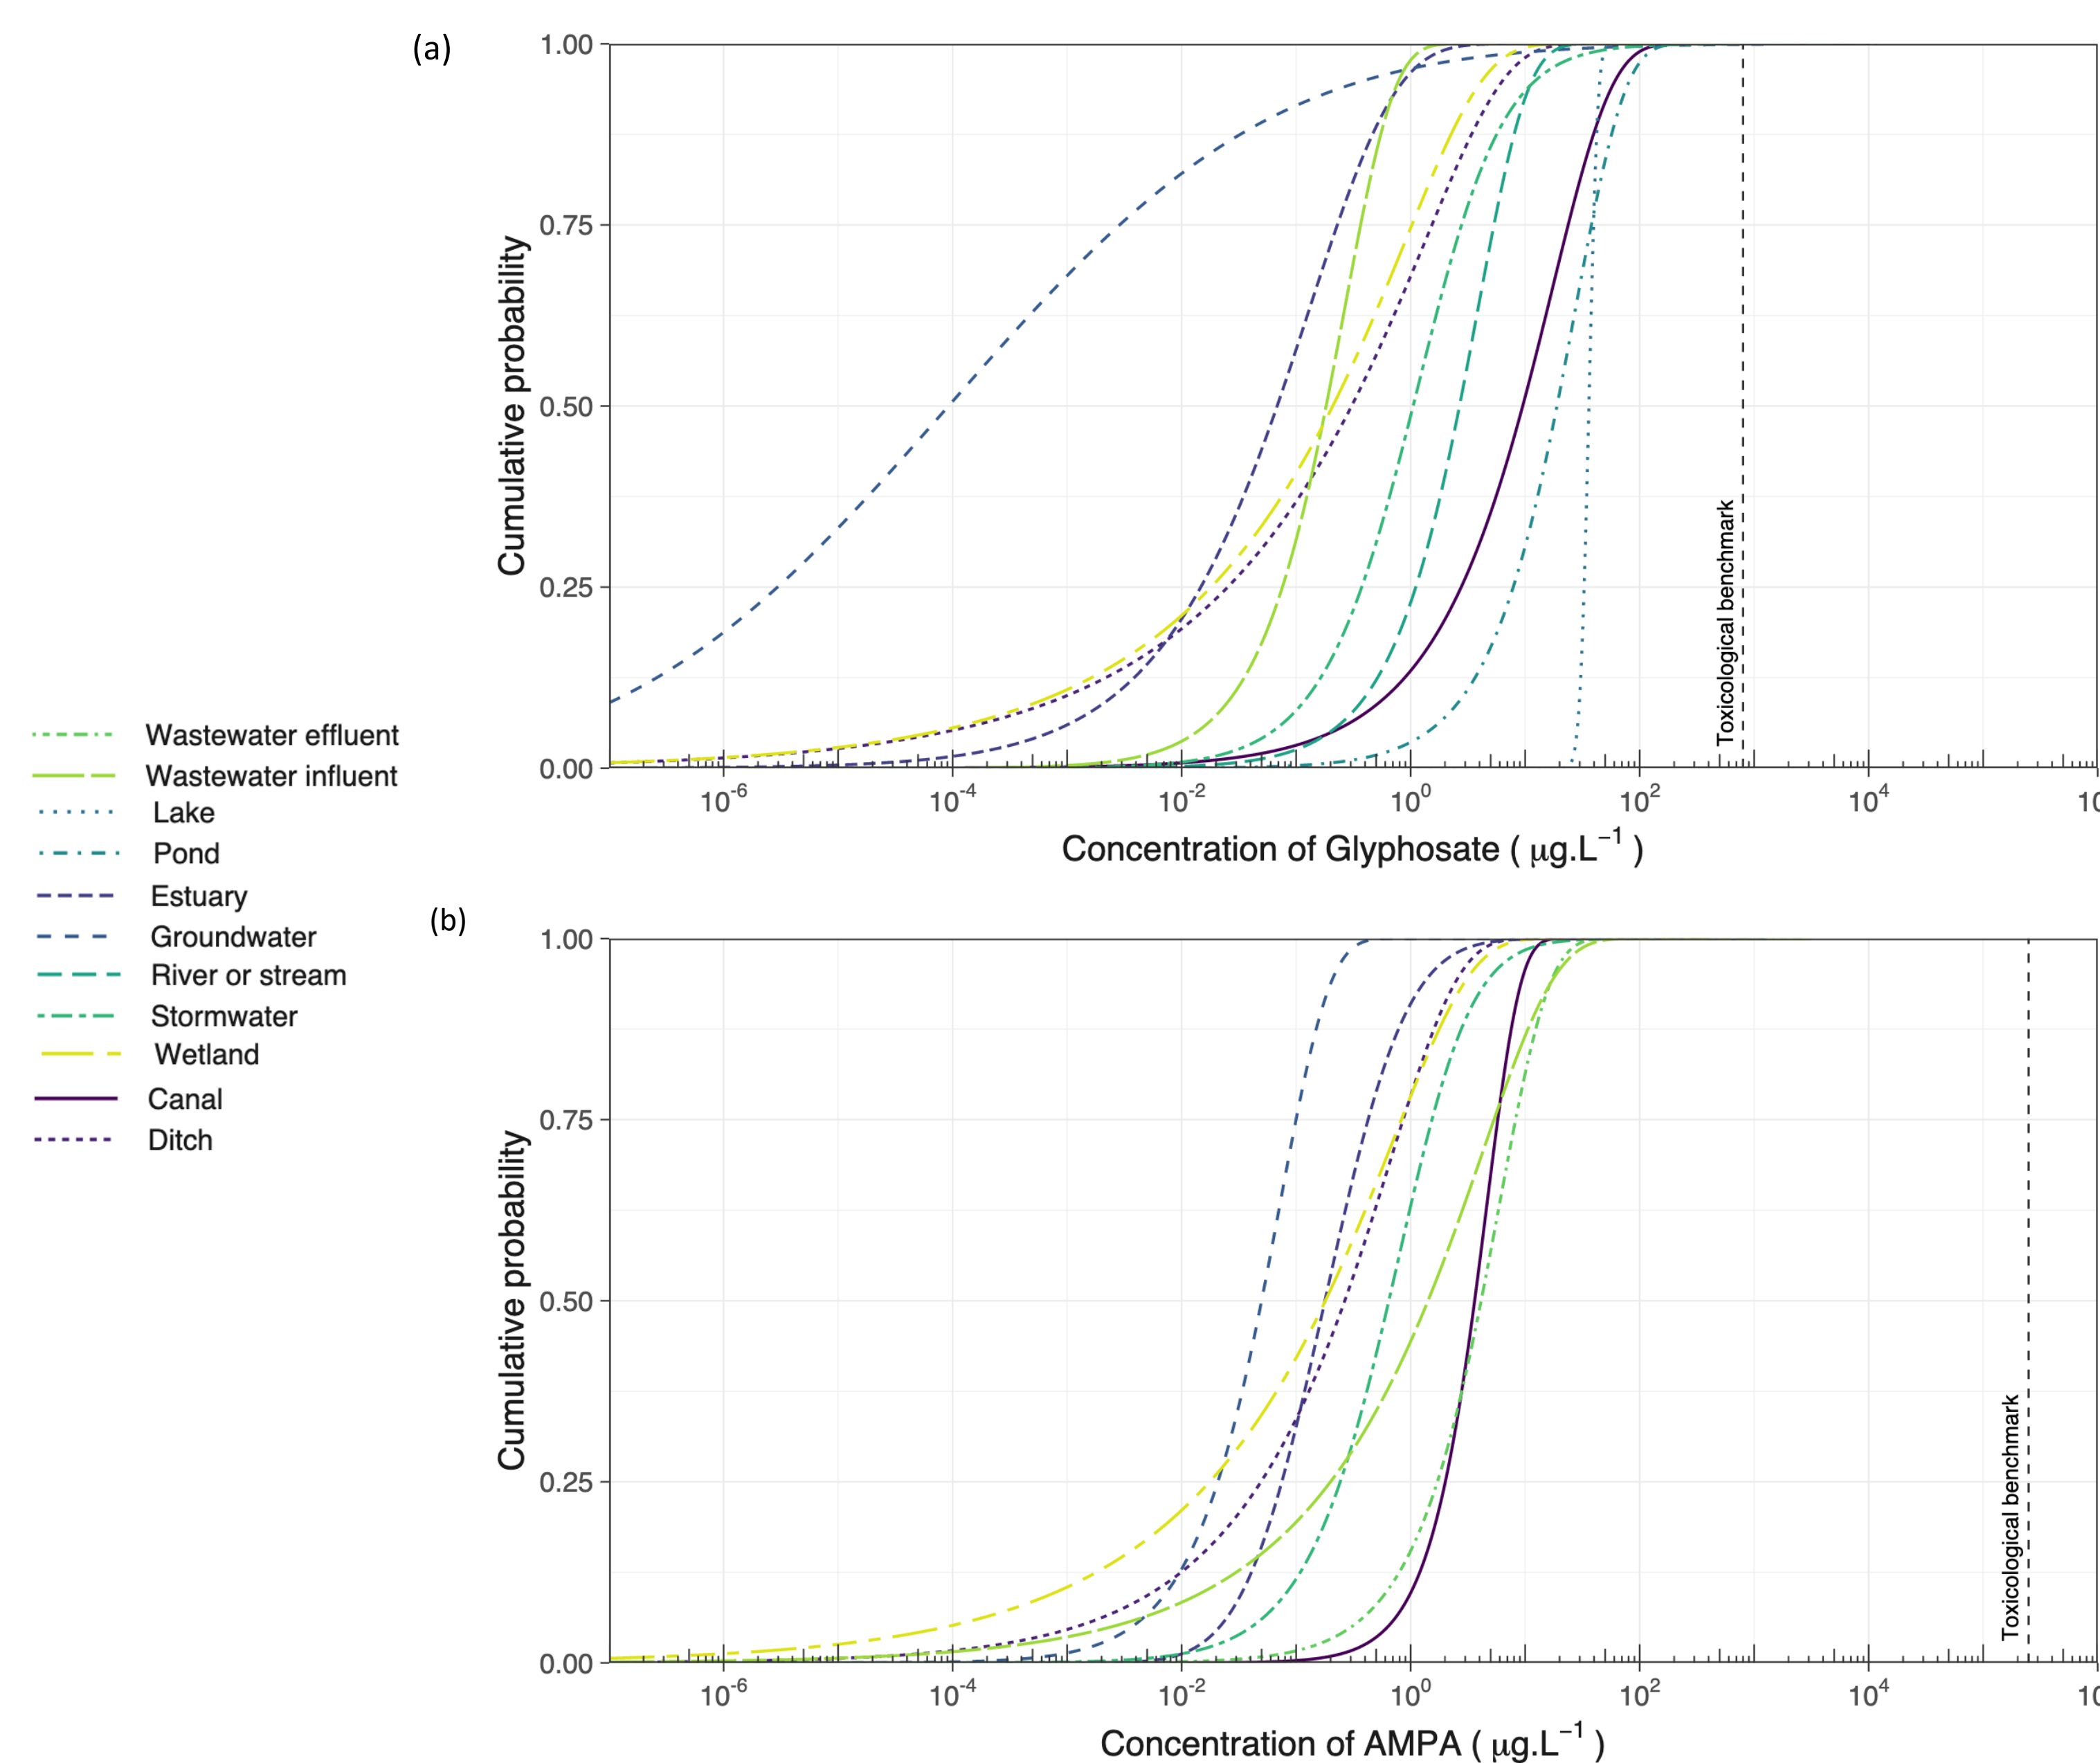 (a)
1.00
0.75
0.50
0.25
0.00
Cumulative probability
Toxicological benchmark
10-6 10-4 10-2 100 102 104 10
Concentration of Glyphosate ( μg.L−1 )
Wastewater effluent
Wastewater influent
Lake
Pond
Estuary
Groundwater
River or stream
Stormwater
Wetland
Canal
Ditch
(b)
1.00
0.75
0.50
0.25
0.00
Cumulative probability
Toxicological benchmark
10-6 10-4 10-2 100 102 104 10
Concentration of AMPA ( μg.L−1 )